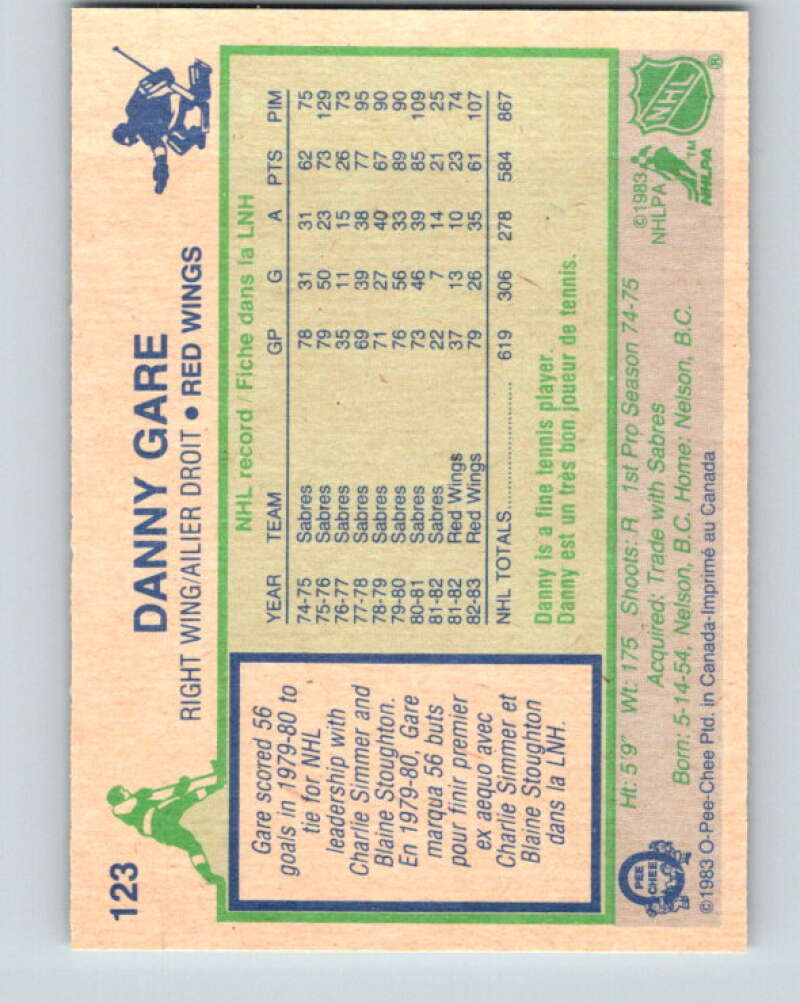 123
DANNY GARE
RIGHT WING/AILIER DROIT • RED WINGS
Gare scored 56
goals in 1979-80 to
tie for NHL
leadership with
Charlie Simmer and
Blaine Stoughton.
En 1979-80, Gare
marqua 56 buts
pour finir premier
ex aequo avec
Charlie Simmer et
Blaine Stoughton
dans la LNH.
NHL record / Fiche dans la LNH
YEAR TEAM GP G A PTS PIM
74-75 Sabres 78 31 31 62 75
75-76 Sabres 79 50 23 73 129
76-77 Sabres 35 11 15 26 73
77-78 Sabres 69 39 38 77 95
78-79 Sabres 71 27 40 67 90
79-80 Sabres 76 56 33 89 90
80-81 Sabres 73 46 39 85 109
81-82 Sabres 22 7 14 21 25
81-82 Red Wings 37 13 10 23 74
82-83 Red Wings 79 26 35 61 107
NHL TOTALS.................... 619 306 278 584 867
Danny is a fine tennis player.
Danny est un très bon joueur de tennis.
Ht: 5'9" Wt: 175 Shoots: R 1st Pro Season 74-75
Acquired: Trade with Sabres
Born: 5-14-54, Nelson, B.C. Home: Nelson, B.C.
©1983 O-Pee-Chee Ptd. in Canada-Imprimé au Canada
O PEE CHEE
©1983
NHLPA
NHLPA ™
NHL ®